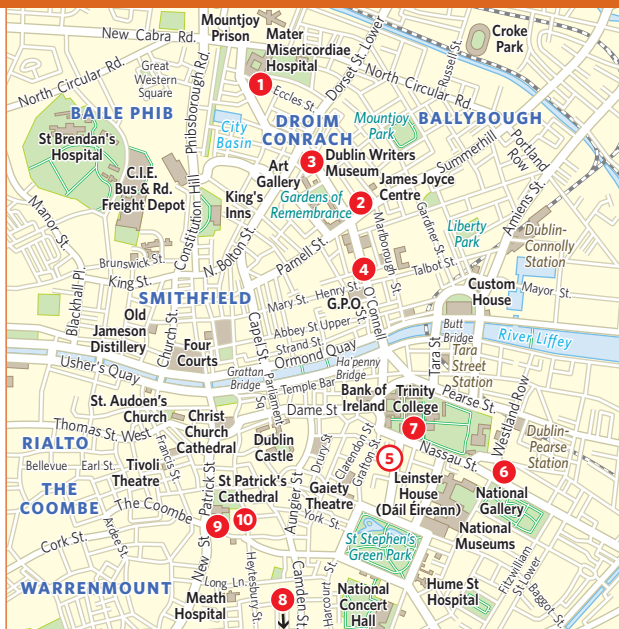 New Cabra Rd.
Mountjoy
Prison
Mater
Misericordiae
Hospital
Croke
Park
Russell St.
Dorset St. Lower
North Circular Rd.
North Circular Rd.
Great
Western
Square
Phibsborough Rd.
1
Eccles St.
BAILE PHIB
City
Basin
DROIM
CONRACH
Mountjoy
Park
BALLYBOUGH
St Brendan's
Hospital
C.I.E.
Bus & Rd.
Freight Depot
Constitution Hill
3
Dublin Writers
Museum
Art
Gallery
Summerhill
Portland
Row
King's
Inns
Gardens of
Remembrance
2
James Joyce
Centre
Amiens St.
Manor St.
N. Bolton St.
Parnell St.
Marlborough St.
Gardiner St.
Liberty
Park
Dublin-
Connolly
Station
Brunswick St.
King St.
4
Talbot St.
Blackhall Pl.
SMITHFIELD
Mary St.
Henry St.
G.P.O.
O'Connell St.
Custom
House
Mayor St.
Old
Jameson
Distillery
Church St.
Four
Courts
Capel St.
Abbey St Upper
Strand St.
Ormond Quay
Butt
Bridge
River Liffey
Tara St.
Tara
Street
Station
Usher's Quay
Grattan
Bridge
Ha'penny
Bridge
Parliament
Sq
Temple Bar
Bank of
Ireland
Trinity
College
Pearse St.
Westland Row
St. Audoen's
Church
Christ
Church
Cathedral
Dame St.
7
Thomas St. West
RIALTO
Bellevue
Earl St.
Francis St.
Tivoli
Theatre
Dublin
Castle
Drury St.
Clarendon St.
Grafton St.
5
Nassau St.
Dublin-
Pearse
Station
6
THE
COOMBE
The Coombe
Patrick St
St Patrick's
Cathedral
Aungier St
Gaiety
Theatre
Leinster
House
(Dáil Éireann)
National
Gallery
9
10
York St.
National
Museums
Ardee St.
Cork St.
New St
St Stephen's
Green Park
Fitzwilliam
St Lower
Baggot St.
WARRENMOUNT
Long Ln.
Heytesbury St.
Camden St.
Harcourt St.
Meath
Hospital
8
National
Concert
Hall
Hume St
Hospital